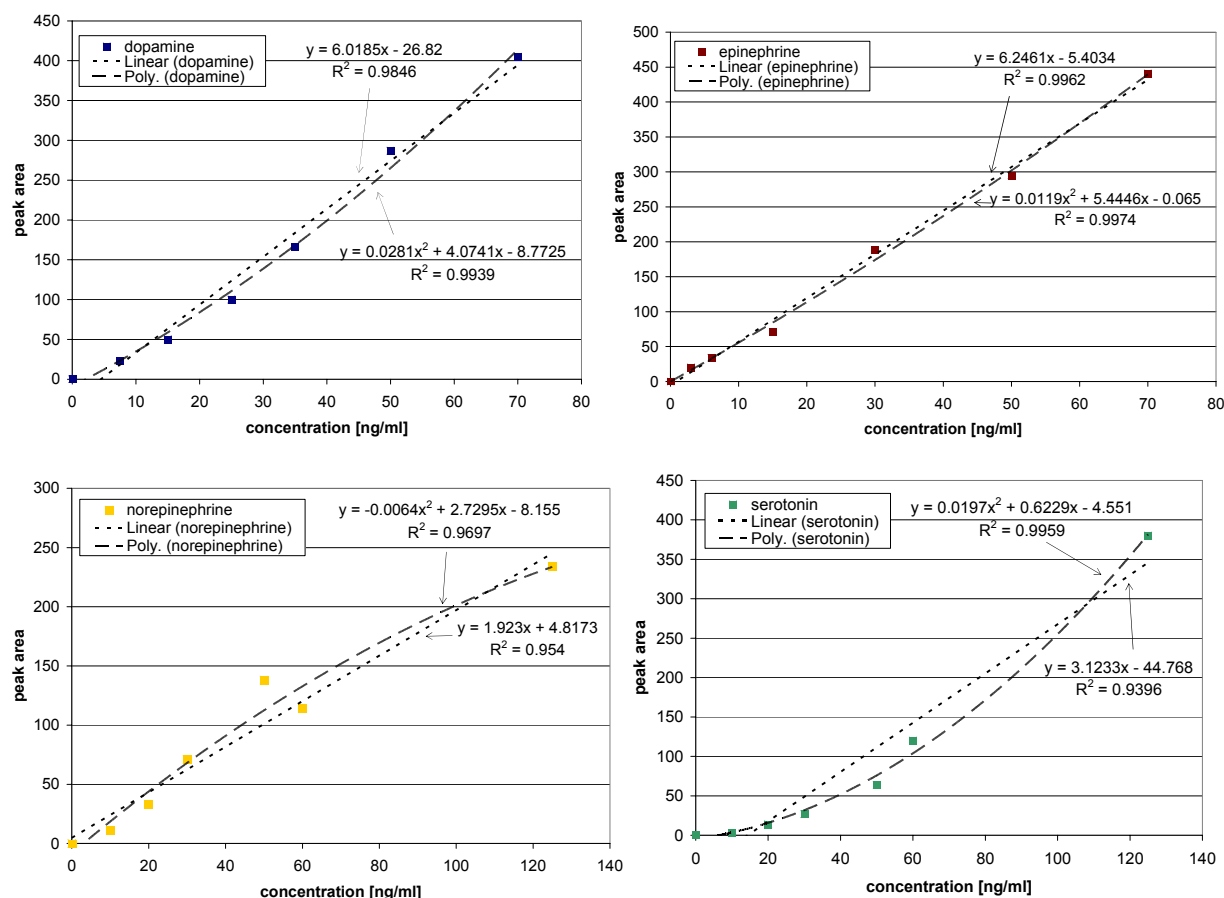 450
400
350
300
250
200
150
100
50
0
peak area
dopamine
Linear (dopamine)
Poly. (dopamine)
y = 6.0185x - 26.82
R² = 0.9846
y = 0.0281x² + 4.0741x - 8.7725
R² = 0.9939
0 10 20 30 40 50 60 70 80
concentration [ng/ml]
500
450
400
350
300
250
200
150
100
50
0
peak area
epinephrine
Linear (epinephrine)
Poly. (epinephrine)
y = 6.2461x - 5.4034
R² = 0.9962
y = 0.0119x² + 5.4446x - 0.065
R² = 0.9974
0 10 20 30 40 50 60 70 80
concentration [ng/ml]
300
250
200
150
100
50
0
peak area
norepinephrine
Linear (norepinephrine)
Poly. (norepinephrine)
y = -0.0064x² + 2.7295x - 8.155
R² = 0.9697
y = 1.923x + 4.8173
R² = 0.954
0 20 40 60 80 100 120 140
concentration [ng/ml]
450
400
350
300
250
200
150
100
50
0
peak area
serotonin
Linear (serotonin)
Poly. (serotonin)
y = 0.0197x² + 0.6229x - 4.551
R² = 0.9959
y = 3.1233x - 44.768
R² = 0.9396
0 20 40 60 80 100 120 140
concentration [ng/ml]